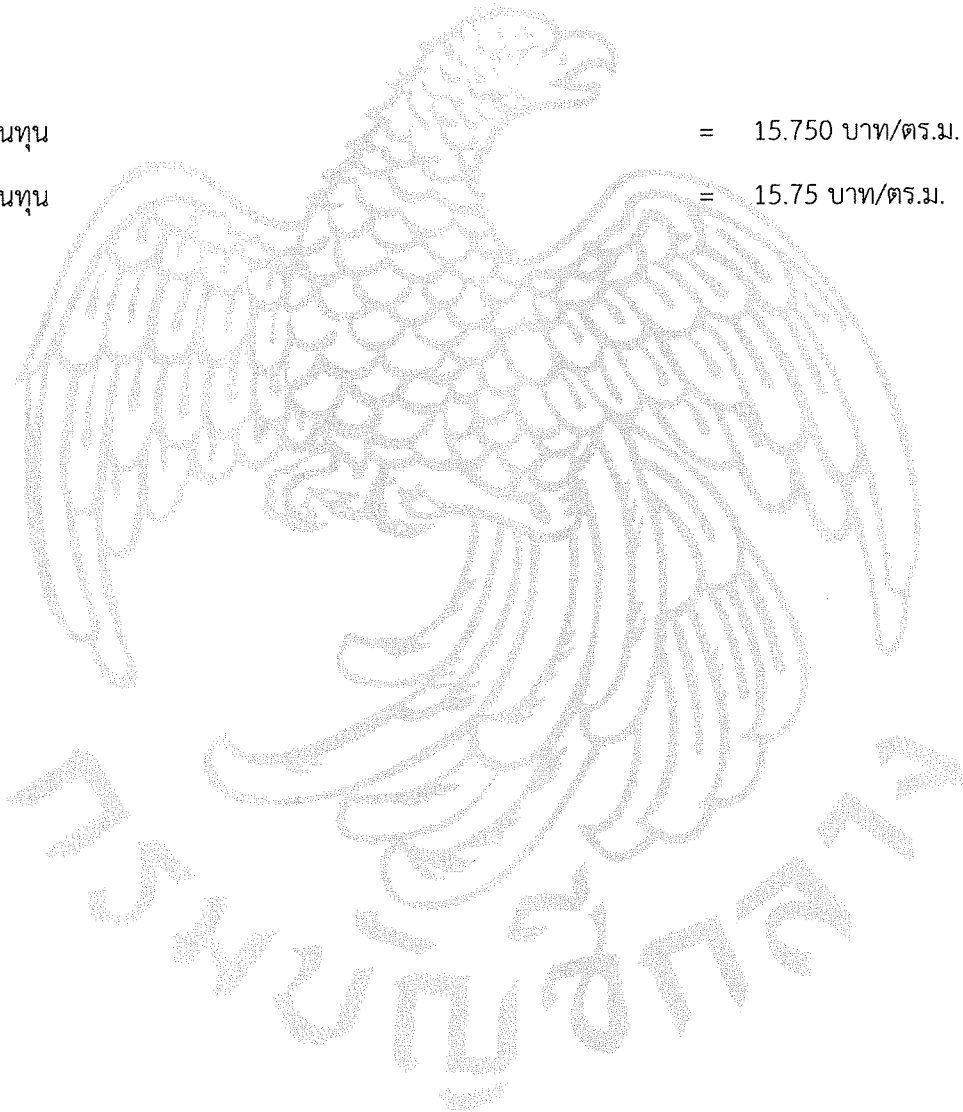 นทุน = 15.750 บาท/ตร.ม.
นทุน = 15.75 บาท/ตร.ม.
กรมบัญชีกลาง